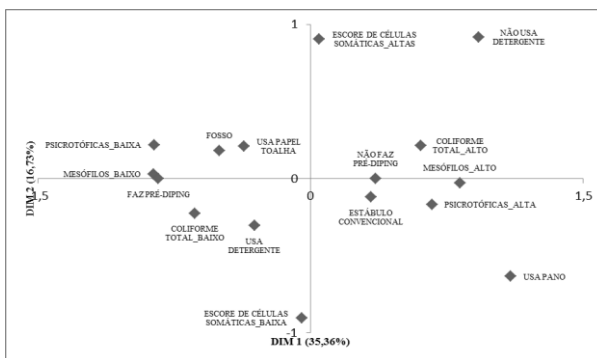 1
ESCORE DE CÉLULAS
SOMÁTICAS_ALTAS
NÃO USA
DETERGENTE
FOSSO
USA PAPEL
TOALHA
PSICROTÓFICAS_BAIXA
COLIFORME
TOTAL_ALTO
NÃO FAZ
PRÉ-DIPING
MESÓFILOS_ALTO
MESÓFILOS_BAIXO
0
FAZ PRÉ-DIPING
1,5
0
1,5
COLIFORME
TOTAL_BAIXO
USA
DETERGENTE
ESTÁBULO
CONVENCIONAL
PSICROTÓFICAS_ALTA
USA PANO
ESCORE DE CÉLULAS
SOMÁTICAS_BAIXA
-1
DIM 1 (35,36%)
DIM 2 (16,73%)